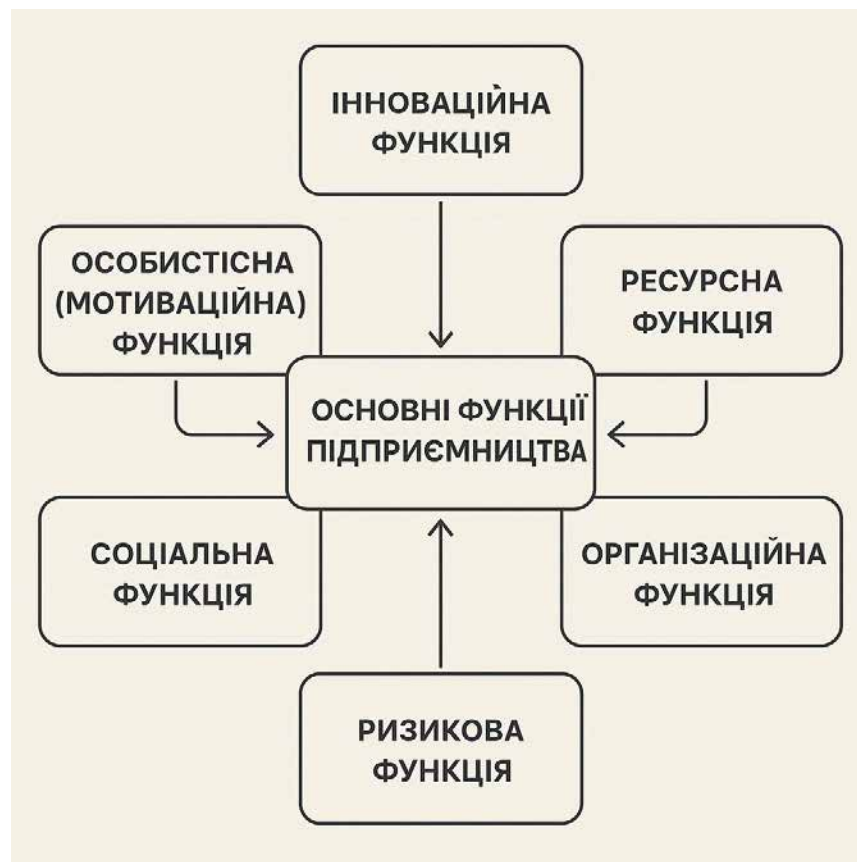 ІННОВАЦІЙНА
ФУНКЦІЯ
ОСОБИСТІСНА
(МОТИВАЦІЙНА)
ФУНКЦІЯ
РЕСУРСНА
ФУНКЦІЯ
ОСНОВНІ ФУНКЦІЇ
ПІДПРИЄМНИЦТВА
СОЦІАЛЬНА
ФУНКЦІЯ
ОРГАНІЗАЦІЙНА
ФУНКЦІЯ
РИЗИКОВА
ФУНКЦІЯ